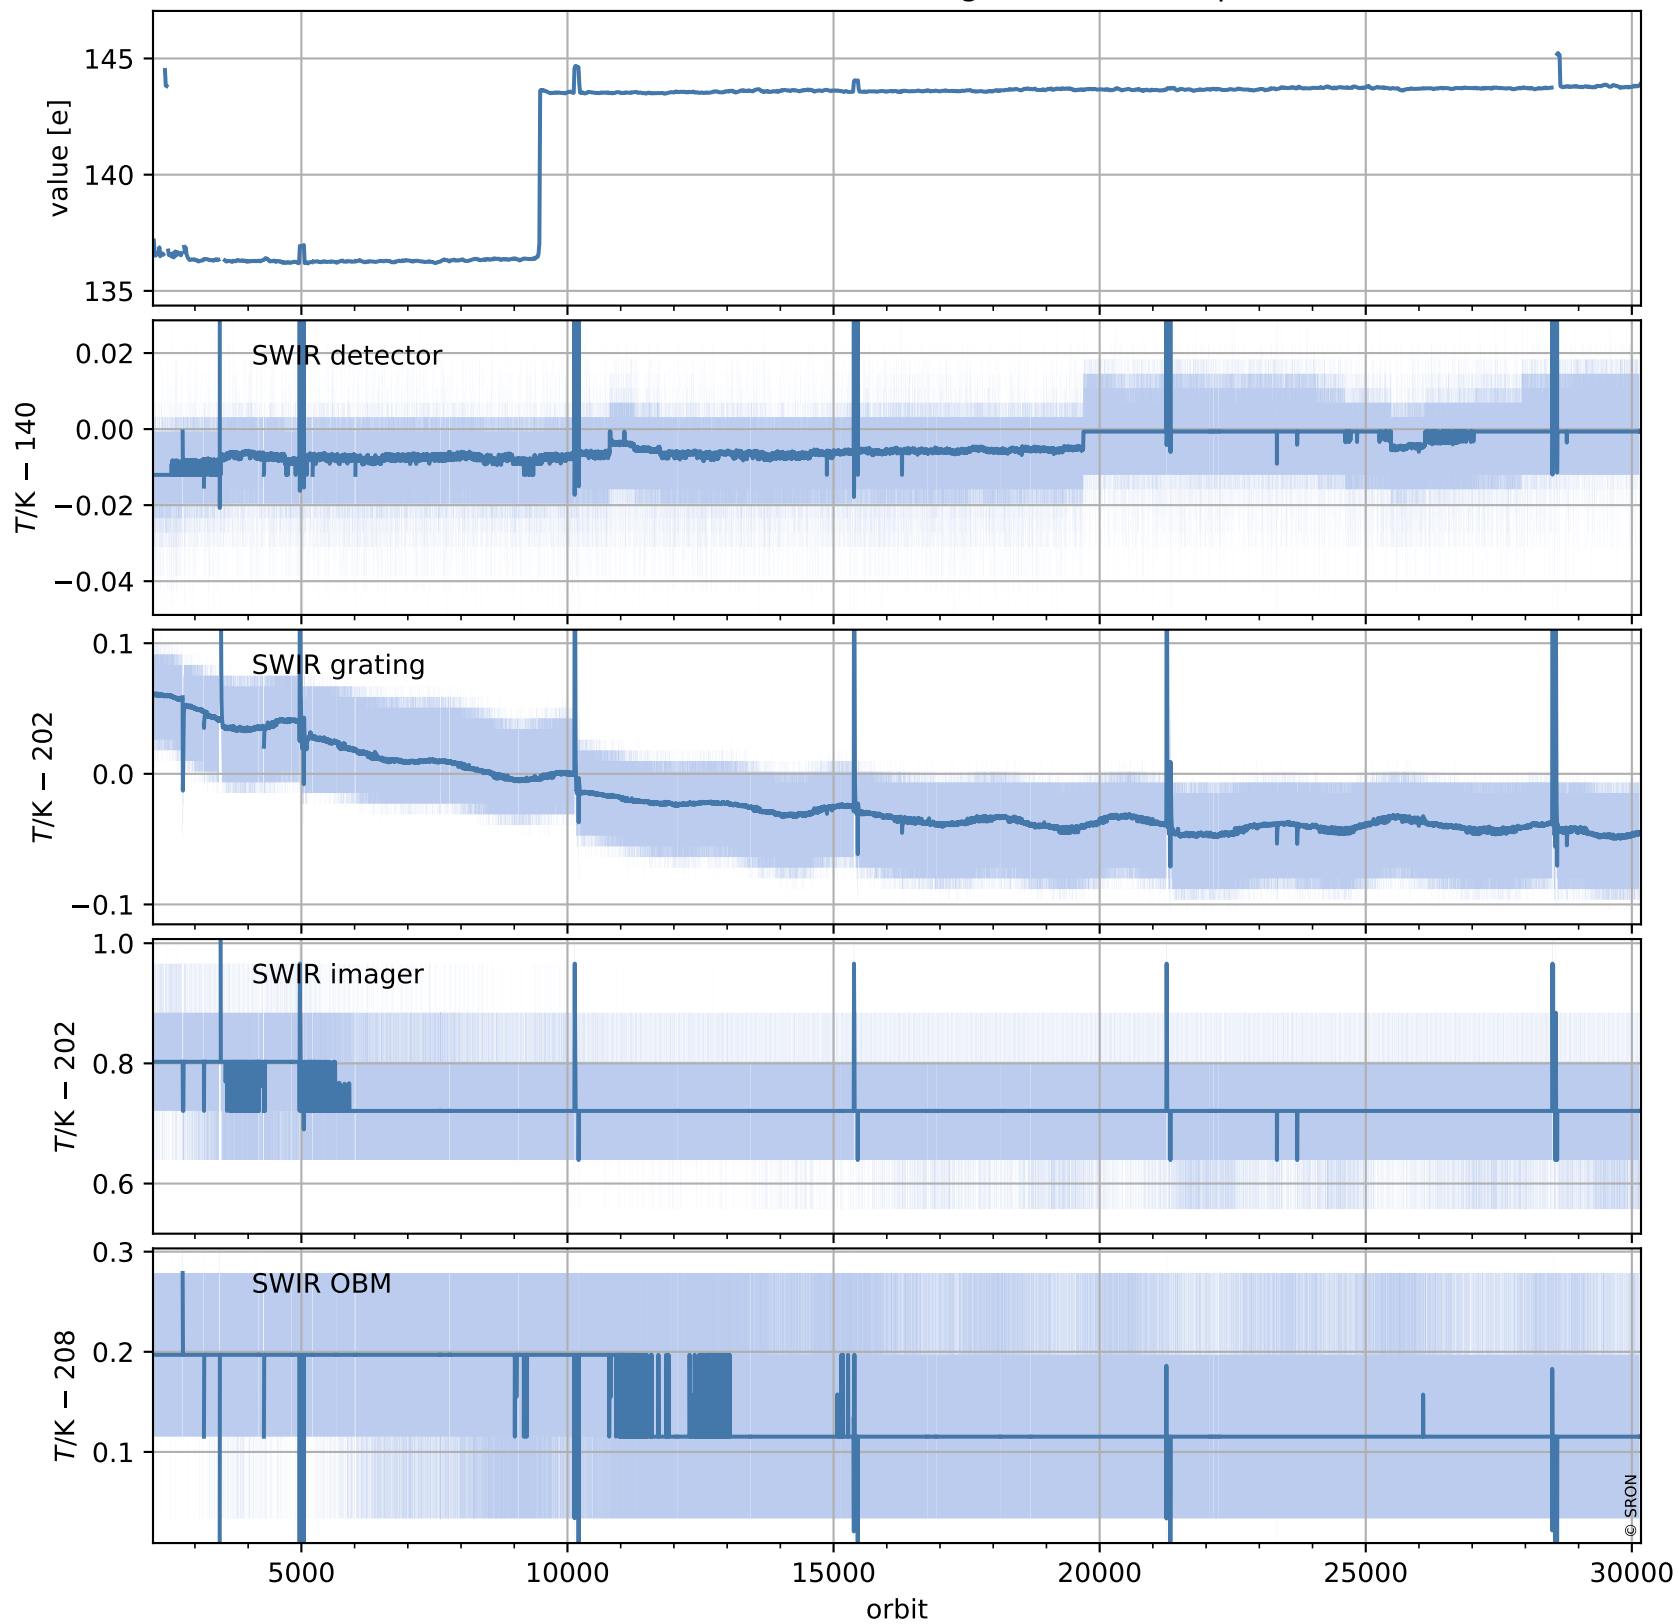 145
140
135
value [e]
SWIR detector
0.02
0.00
−0.02
−0.04
T/K − 140
SWIR grating
0.1
0.0
−0.1
T/K − 202
SWIR imager
1.0
0.8
0.6
T/K − 202
SWIR OBM
0.3
0.2
0.1
T/K − 208
© SRON
5000 10000 15000 20000 25000 30000
orbit